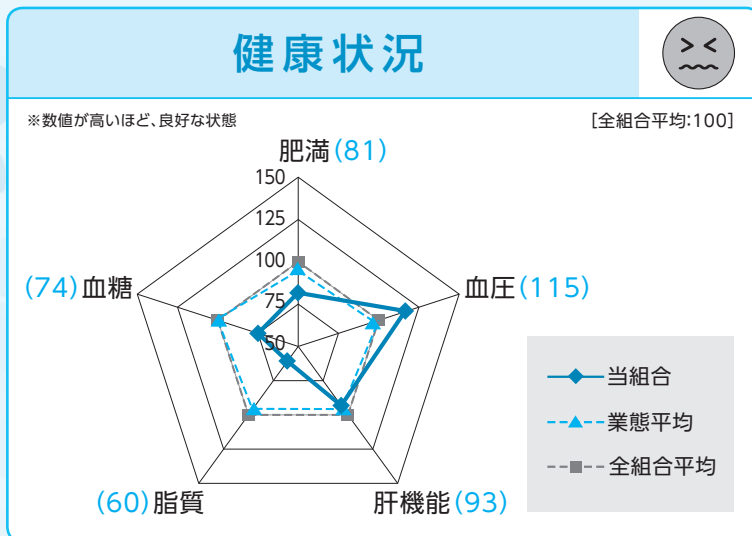 健康状況
※数値が高いほど、良好な状態
[全組合平均:100]
肥満(81)
150
125
100
75
50
(74)血糖
血圧(115)
(60)脂質
肝機能(93)
当組合
業態平均
全組合平均